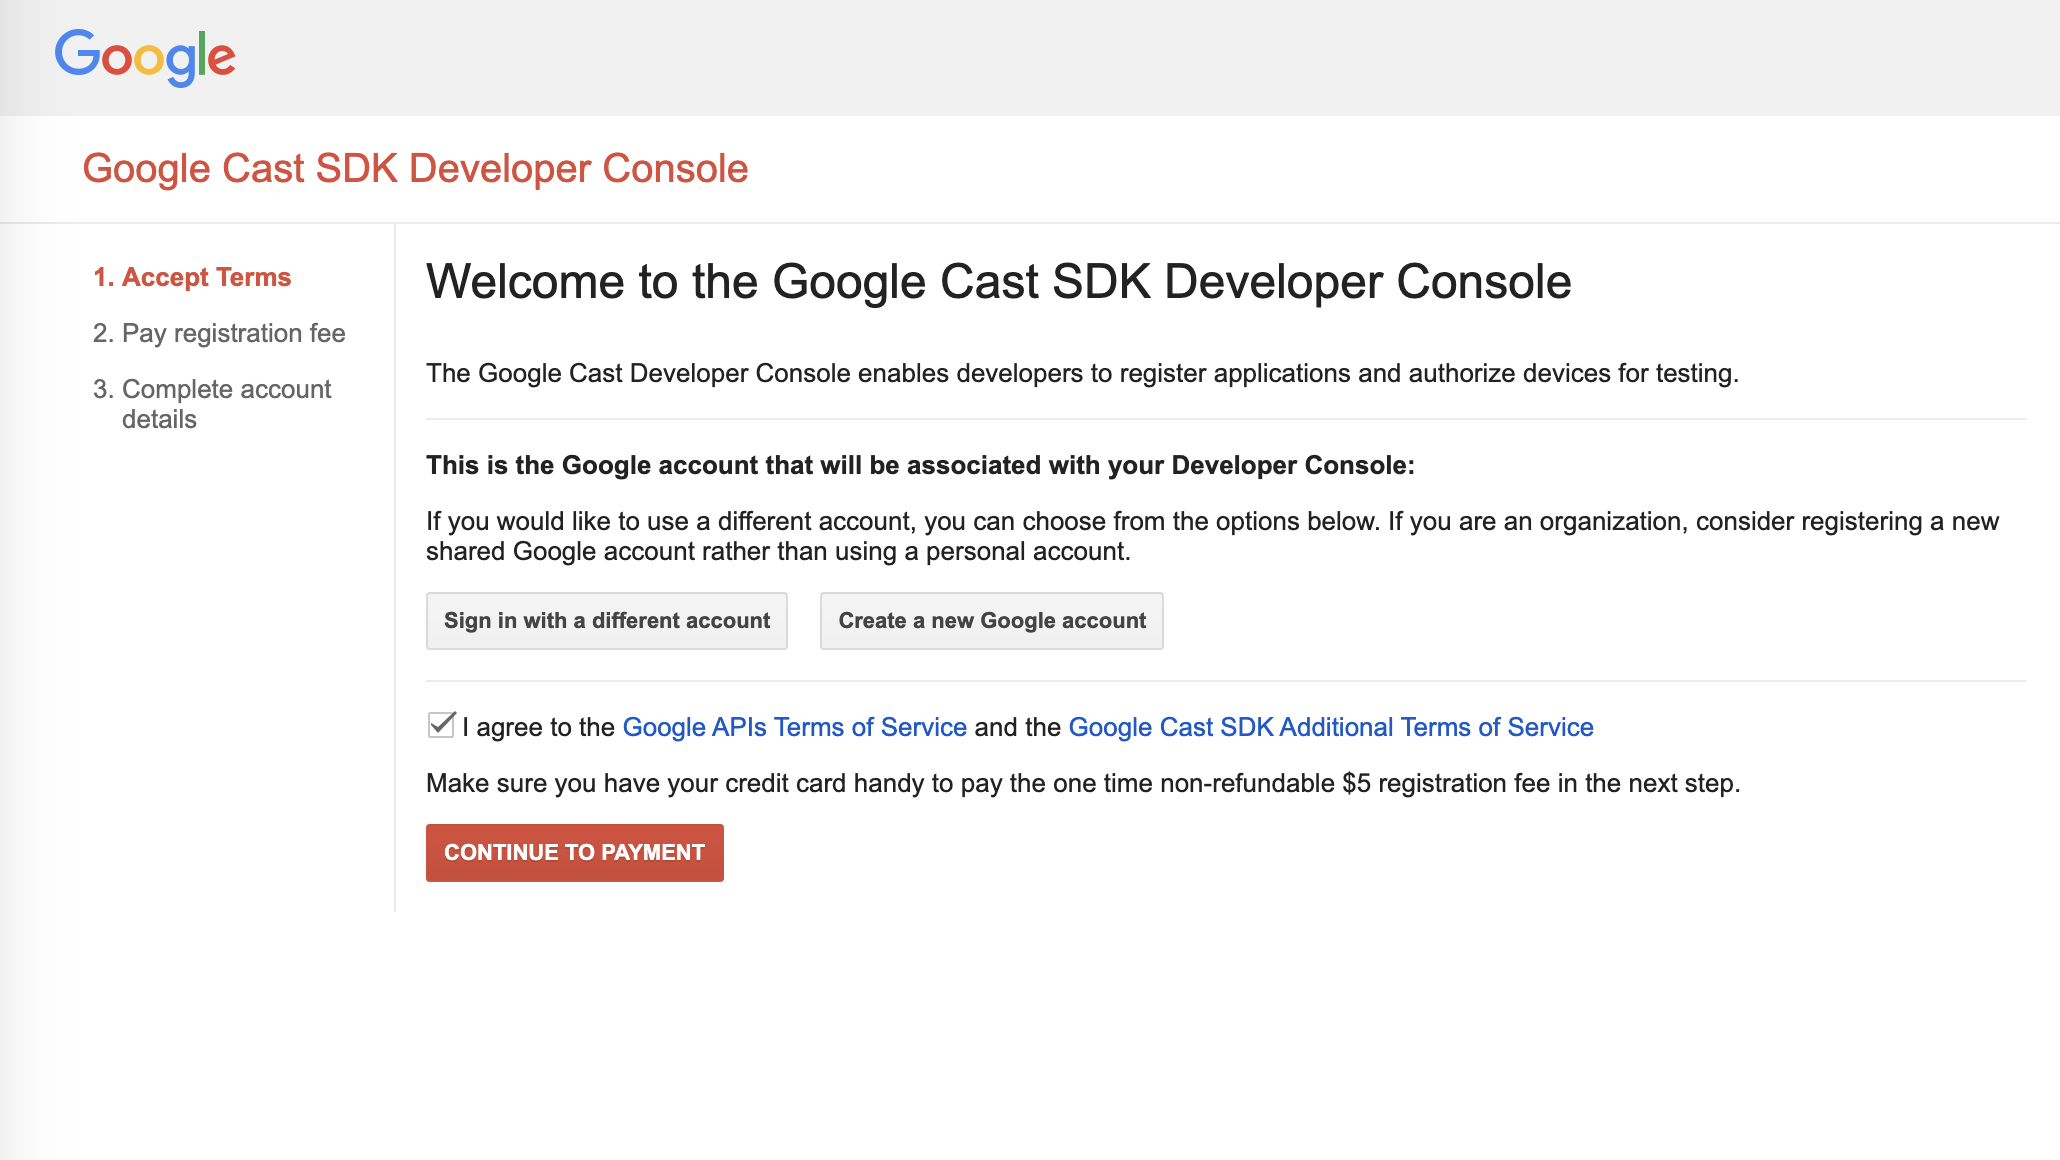 Google
Google Cast SDK Developer Console
1. Accept Terms
2. Pay registration fee
3. Complete account
details
Welcome to the Google Cast SDK Developer Console
The Google Cast Developer Console enables developers to register applications and authorize devices for testing.
This is the Google account that will be associated with your Developer Console:
If you would like to use a different account, you can choose from the options below. If you are an organization, consider registering a new
shared Google account rather than using a personal account.
Sign in with a different account
Create a new Google account
I agree to the Google APIs Terms of Service and the Google Cast SDK Additional Terms of Service
Make sure you have your credit card handy to pay the one time non-refundable $5 registration fee in the next step.
CONTINUE TO PAYMENT